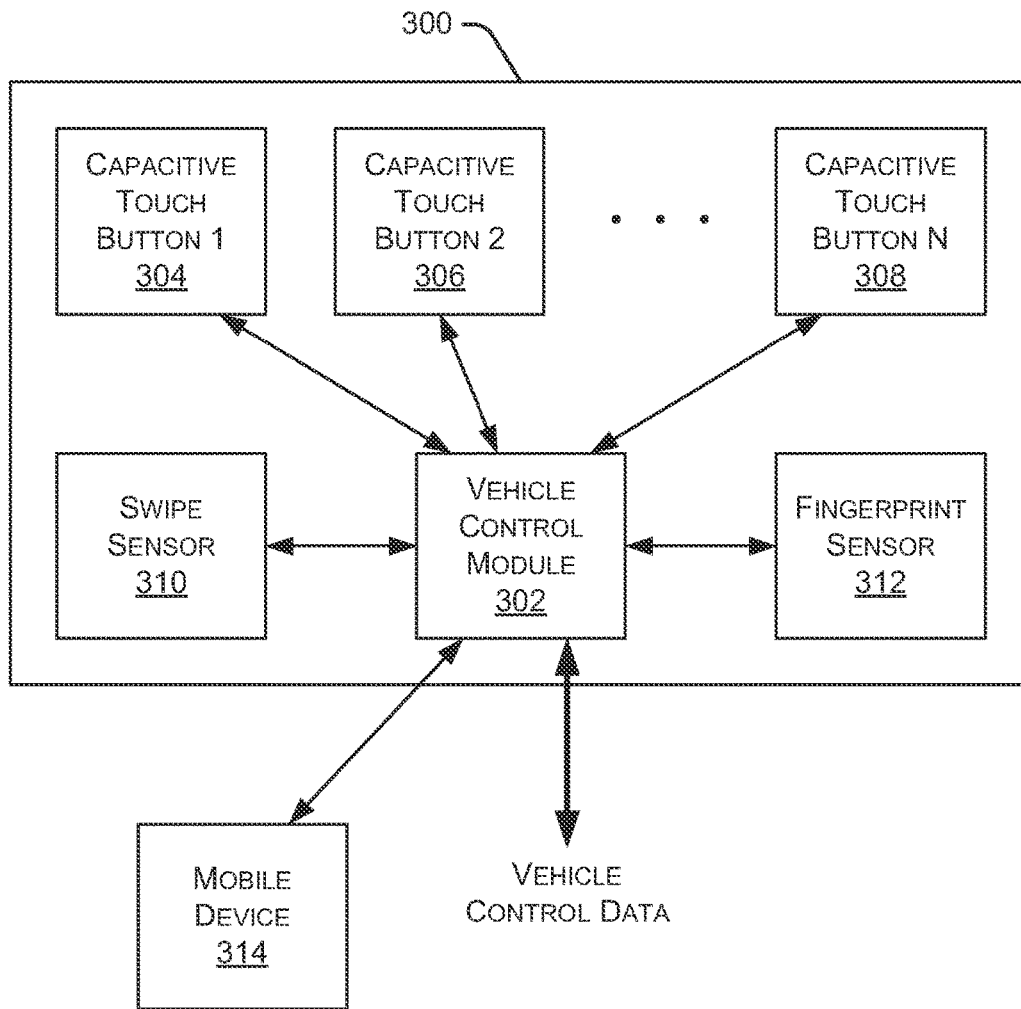 300
CAPACITIVE
TOUCH
BUTTON 1
304
CAPACITIVE
TOUCH
BUTTON 2
306
. . .
CAPACITIVE
TOUCH
BUTTON N
308
SWIPE
SENSOR
310
VEHICLE
CONTROL
MODULE
302
FINGERPRINT
SENSOR
312
MOBILE
DEVICE
314
VEHICLE
CONTROL DATA